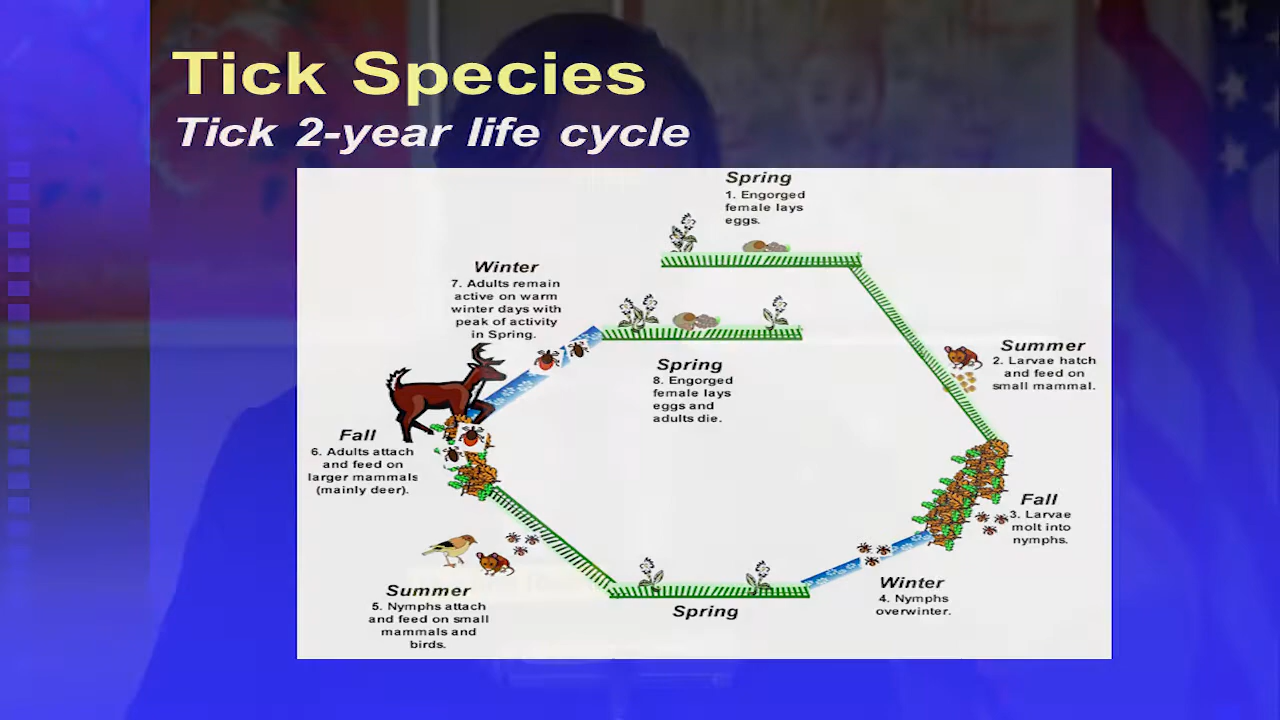 Tick Species
Tick 2-year life cycle
Spring
1. Engorged
female lays
eggs.
Summer
2. Larvae hatch
and feed on
small mammal.
Fall
3. Larvae
molt into
nymphs.
Winter
4. Nymphs
overwinter.
Spring
Summer
5. Nymphs attach
and feed on small
mammals and
birds.
Fall
6. Adults attach
and feed on
larger mammals
(mainly deer).
Winter
7. Adults remain
active on warm
winter days with
peak of activity
in Spring.
Spring
8. Engorged
female lays
eggs and
adults die.